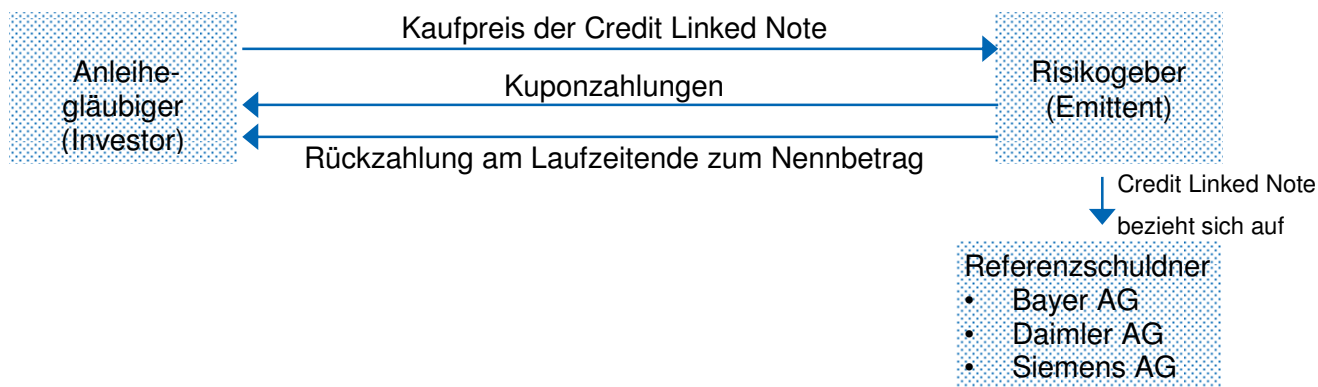 Kaufpreis der Credit Linked Note
Anleihe-
gläubiger
(Investor)
Kuponzahlungen
Risikogeber
(Emittent)
Rückzahlung am Laufzeitende zum Nennbetrag
Credit Linked Note
bezieht sich auf
Referenzschuldner
• Bayer AG
• Daimler AG
• Siemens AG